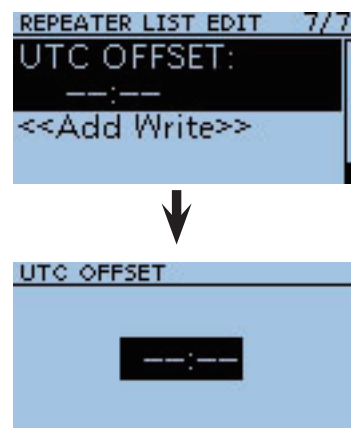 REPEATER LIST EDIT 7/7
UTC OFFSET:
--:--
<<Add Write>>
UTC OFFSET
--:--